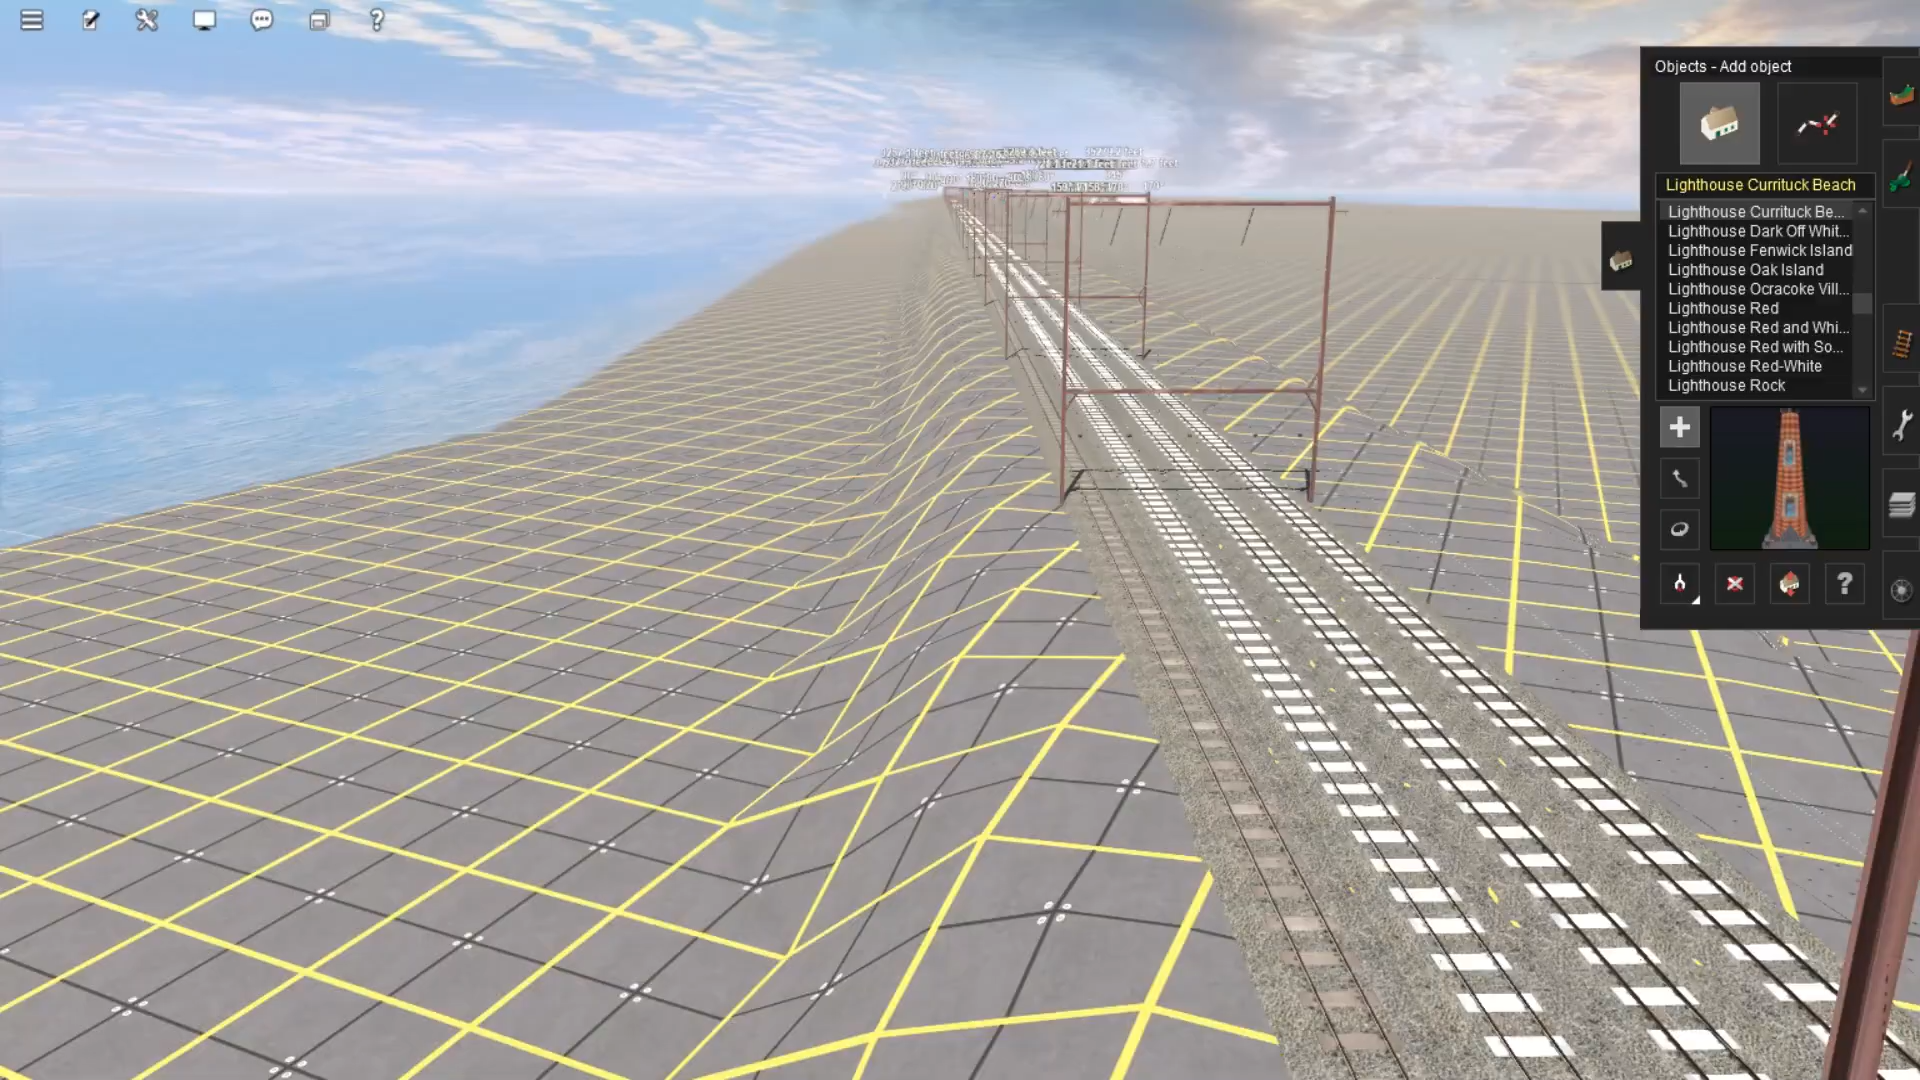 Objects - Add object
Lighthouse Currituck Beach
Lighthouse Currituck Be...
Lighthouse Dark Off Whit...
Lighthouse Fenwick Island
Lighthouse Oak Island
Lighthouse Ocracoke Vill...
Lighthouse Red
Lighthouse Red and Whi...
Lighthouse Red with So...
Lighthouse Red-White
Lighthouse Rock